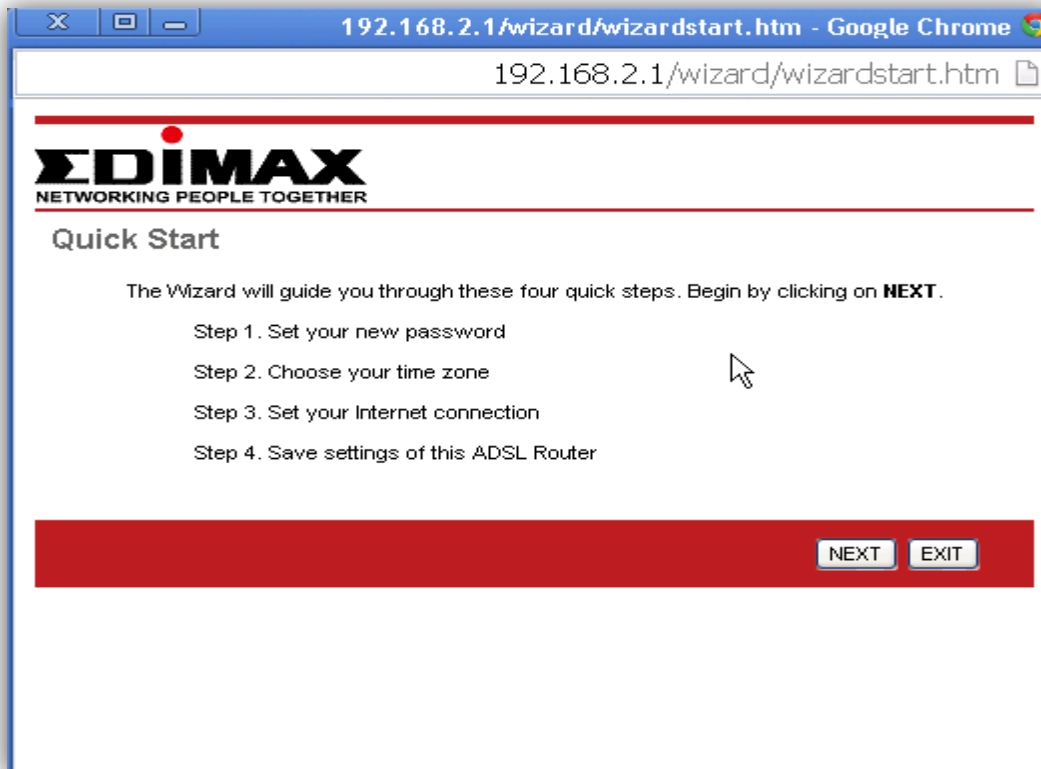 192.168.2.1/wizard/wizardstart.htm - Google Chrome
192.168.2.1/wizard/wizardstart.htm
EDiMAX
NETWORKING PEOPLE TOGETHER
Quick Start
The Wizard will guide you through these four quick steps. Begin by clicking on NEXT.
Step 1. Set your new password
Step 2. Choose your time zone
Step 3. Set your Internet connection
Step 4. Save settings of this ADSL Router
NEXT EXIT